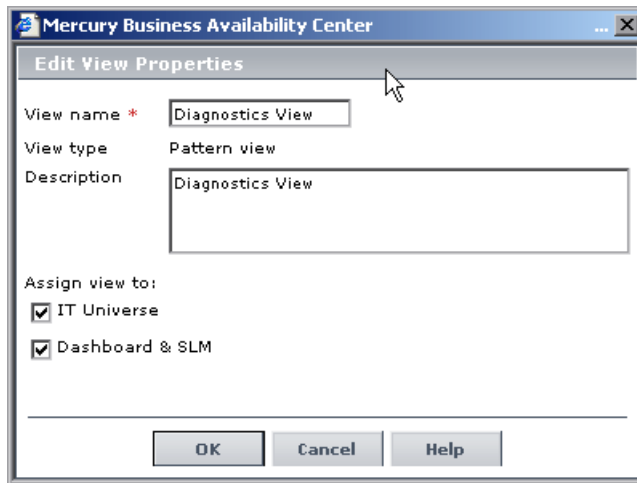 Mercury Business Availability Center ...
Edit View Properties
View name * Diagnostics View
View type Pattern view
Description Diagnostics View
Assign view to:
IT Universe
Dashboard & SLM
OK Cancel Help